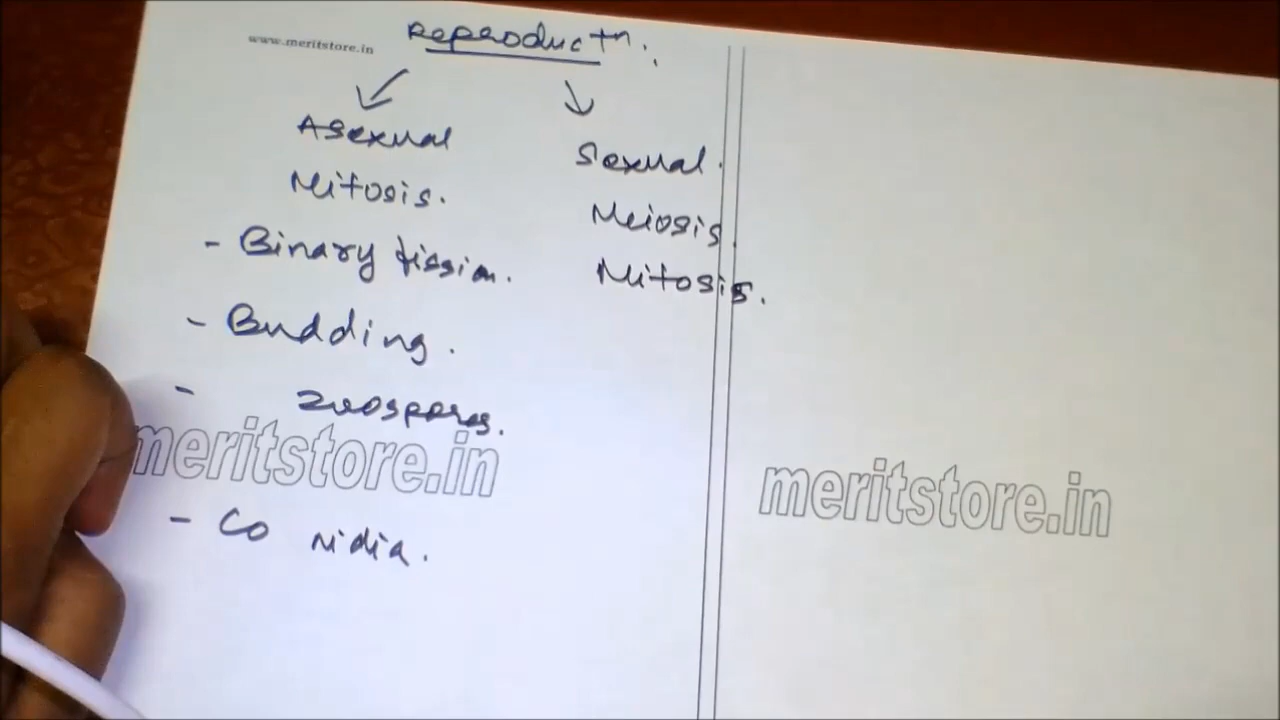 www.meritstore.in
Reproductn.
Asexual
Mitosis.
- Binary fission.
- Budding.
- Zoospores.
meritstore.in
- Co nidia.
Sexual.
Meiosis.
Mitosis.
meritstore.in